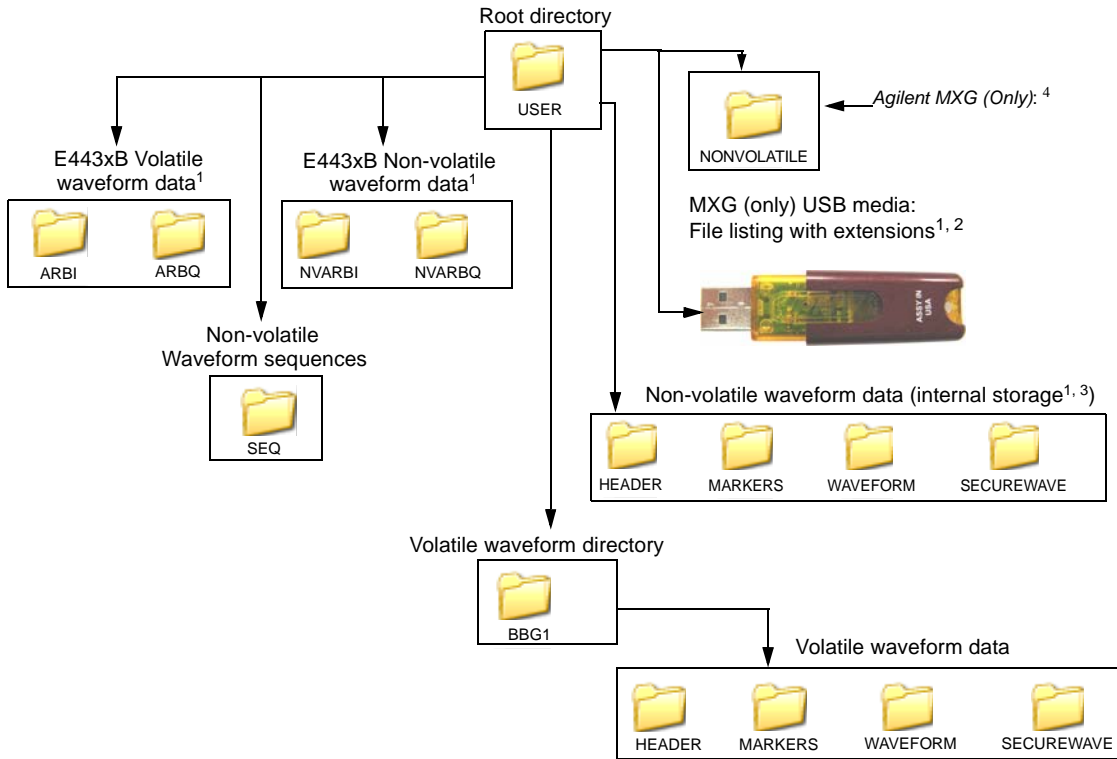 Root directory
USER
NONVOLATILE
Agilent MXG (Only): 4
E443xB Volatile
waveform data1
ARBI
ARBQ
E443xB Non-volatile
waveform data1
NVARBI
NVARBQ
MXG (only) USB media:
File listing with extensions1, 2
ASSY IN
USA
Non-volatile
Waveform sequences
SEQ
Non-volatile waveform data (internal storage1, 3)
HEADER
MARKERS
WAVEFORM
SECUREWAVE
Volatile waveform directory
BBG1
Volatile waveform data
HEADER
MARKERS
WAVEFORM
SECUREWAVE